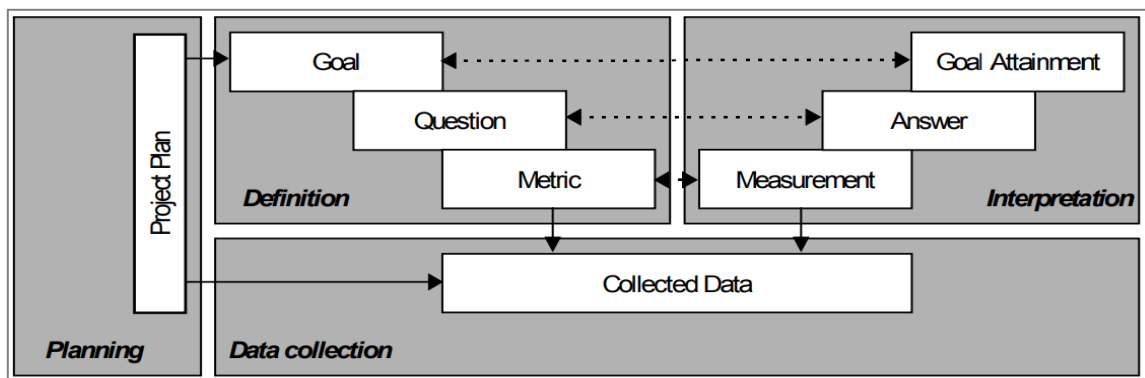 Project Plan
Planning
Goal
Question
Metric
Definition
Goal Attainment
Answer
Measurement
Interpretation
Collected Data
Data collection